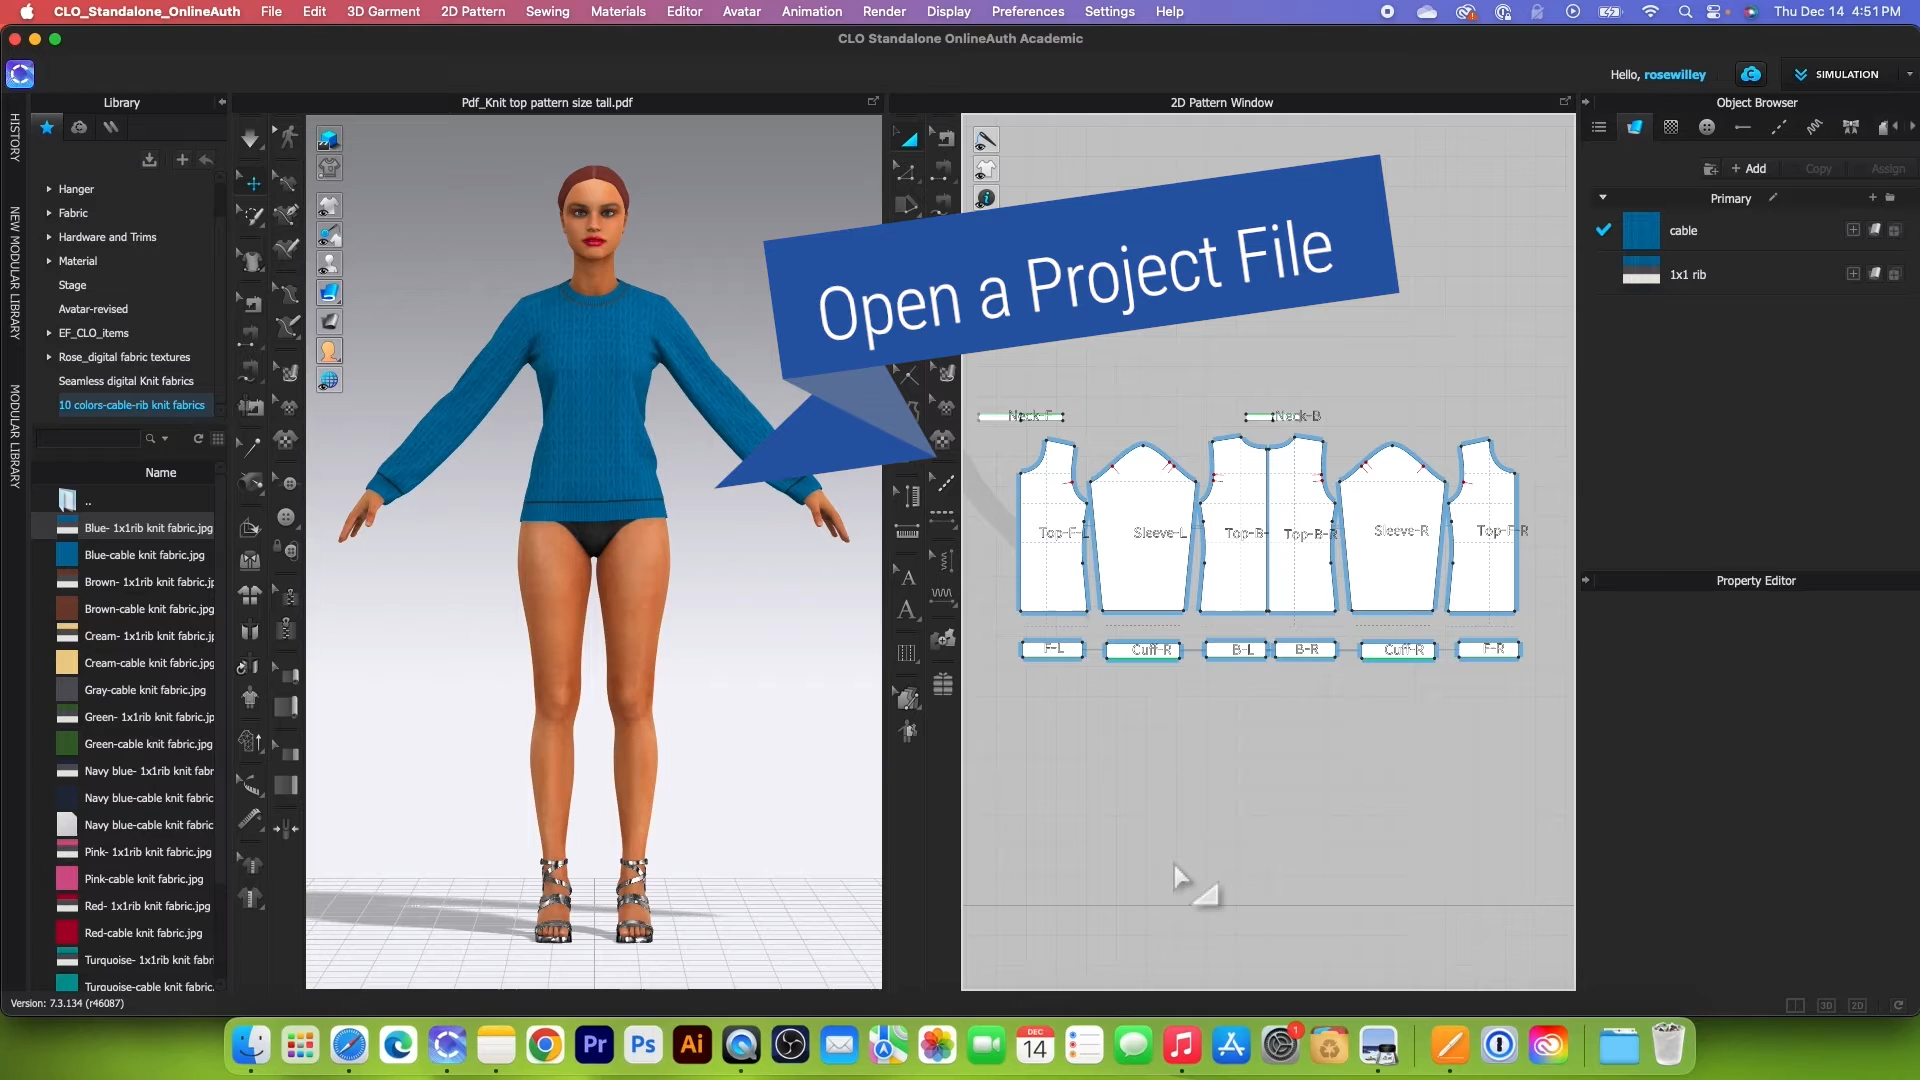 CLO_Standalone_OnlineAuth File Edit 3D Garment 2D Pattern Sewing Materials Editor Avatar Animation Render Display Preferences Settings Help Thu Dec 14 4:51 PM
CLO Standalone OnlineAuth Academic
Hello, rosewilley
SIMULATION
Library
Pdf_Knit top pattern size tall.pdf
2D Pattern Window
Object Browser
HISTORY
NEW MODULAR LIBRARY
MODULAR LIBRARY
Hanger
Fabric
Hardware and Trims
Material
Stage
Avatar-revised
EF_CLO_items
Rose_digital fabric textures
Seamless digital Knit fabrics
10 colors-cable-rib knit fabrics
Name
..
Blue- 1x1rib knit fabric.jpg
Blue-cable knit fabric.jpg
Brown- 1x1rib knit fabric.jp
Brown-cable knit fabric.jpg
Cream- 1x1rib knit fabric.jp
Cream-cable knit fabric.jpg
Gray-cable knit fabric.jpg
Green- 1x1rib knit fabric.jp
Green-cable knit fabric.jpg
Navy blue- 1x1rib knit fabr
Navy blue-cable knit fabric
Navy blue-cable knit fabric
Pink- 1x1rib knit fabric.jpg
Pink-cable knit fabric.jpg
Red- 1x1rib knit fabric.jpg
Red-cable knit fabric.jpg
Turquoise- 1x1rib knit fabr
Turquoise-cable knit fabric.
Version: 7.3.134 (r46087)
Open a Project File
Neck-F Neck-B
Top-F-L Sleeve-L Top-B- Top-B-R Sleeve-R Top-F-R
F-L Cuff-R B-L B-R Cuff-R F-R
+ Add Copy Assign
Primary
cable
1x1 rib
Property Editor
3D 2D
Pr Ps Ai DEC 14 1